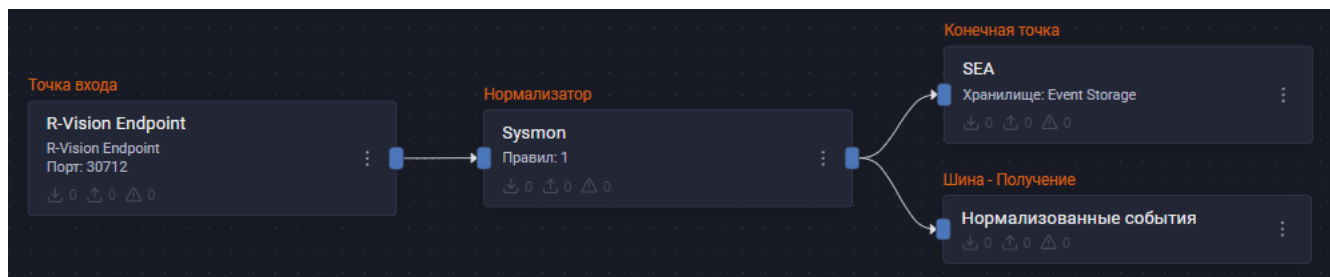 Точка входа
R-Vision Endpoint
R-Vision Endpoint
Порт: 30712
0 0 0
Нормализатор
Sysmon
Правил: 1
0 0 0
Конечная точка
SEA
Хранилище: Event Storage
0 0 0
Шина - Получение
Нормализованные события
0 0 0